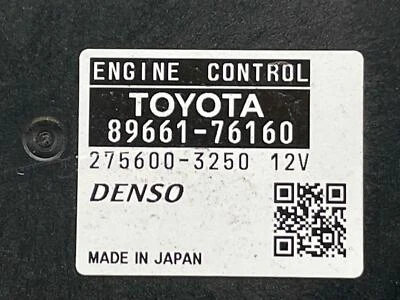 ENGINE CONTROL
TOYOTA
89661-76160
275600-3250 12V
DENSO
MADE IN JAPAN